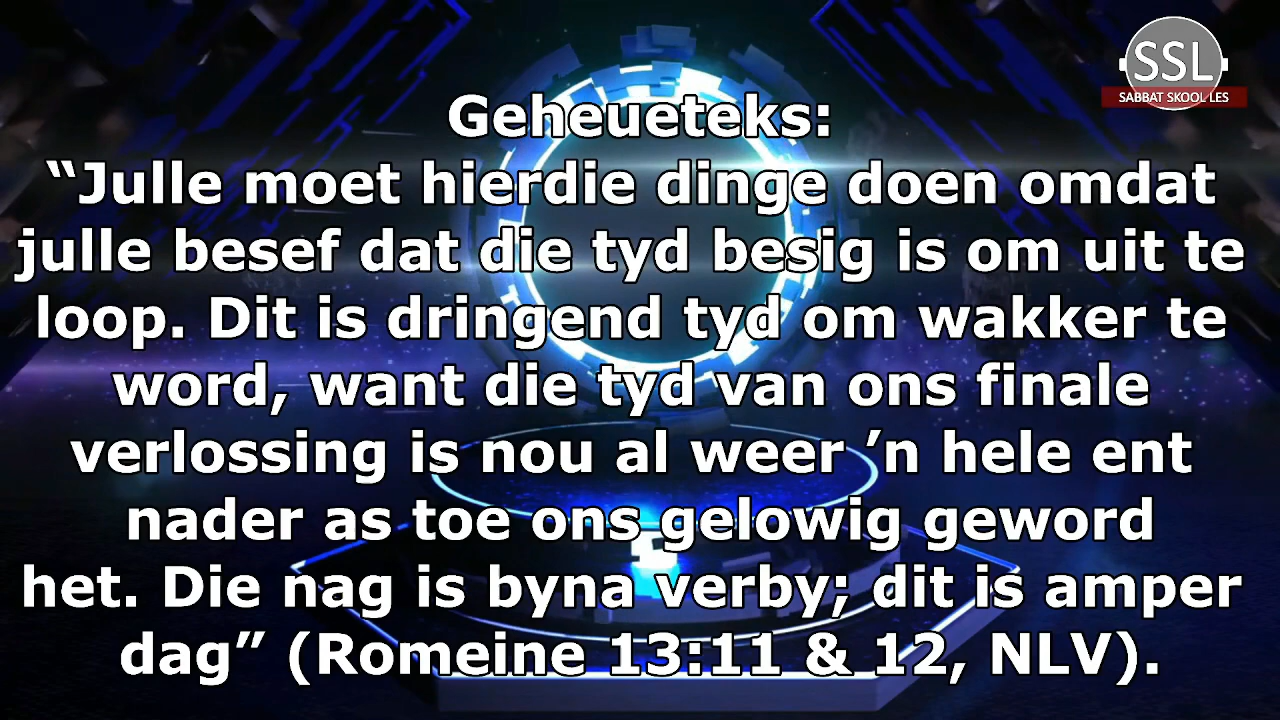 SSL
SABBAT SKOOL LES
Geheueteks:
“Julle moet hierdie dinge doen omdat
julle besef dat die tyd besig is om uit te
loop. Dit is dringend tyd om wakker te
word, want die tyd van ons finale
verlossing is nou al weer ’n hele ent
nader as toe ons gelowig geword
het. Die nag is byna verby; dit is amper
dag” (Romeine 13:11 & 12, NLV).